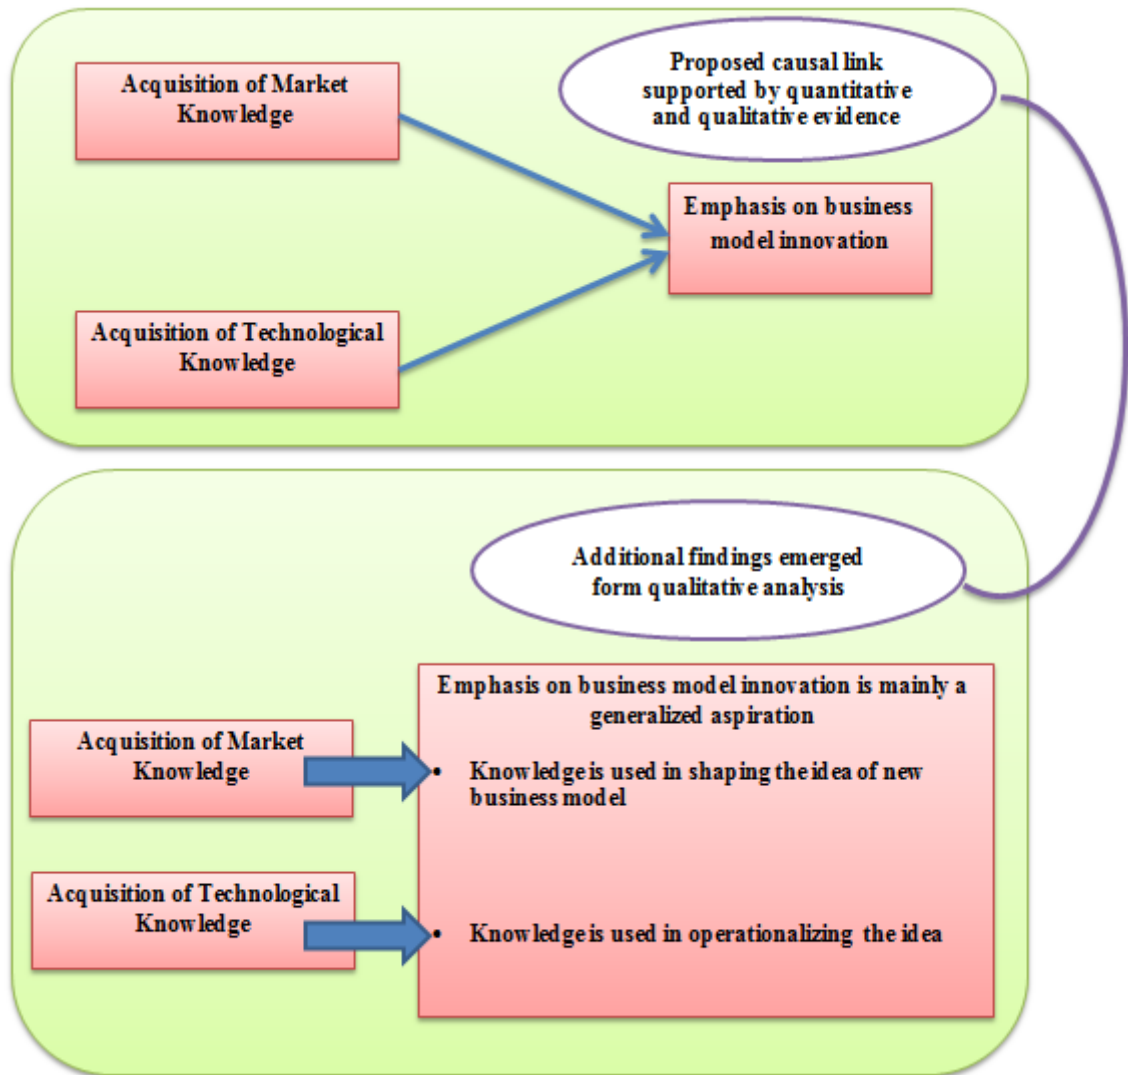 Acquisition of Market
Knowledge
Proposed causal link
supported by quantitative
and qualitative evidence
Emphasis on business
model innovation
Acquisition of Technological
Knowledge
Additional findings emerged
form qualitative analysis
Emphasis on business model innovation is mainly a
generalized aspiration
Acquisition of Market
Knowledge
• Knowledge is used in shaping the idea of new
business model
Acquisition of Technological
Knowledge
• Knowledge is used in operationalizing the idea